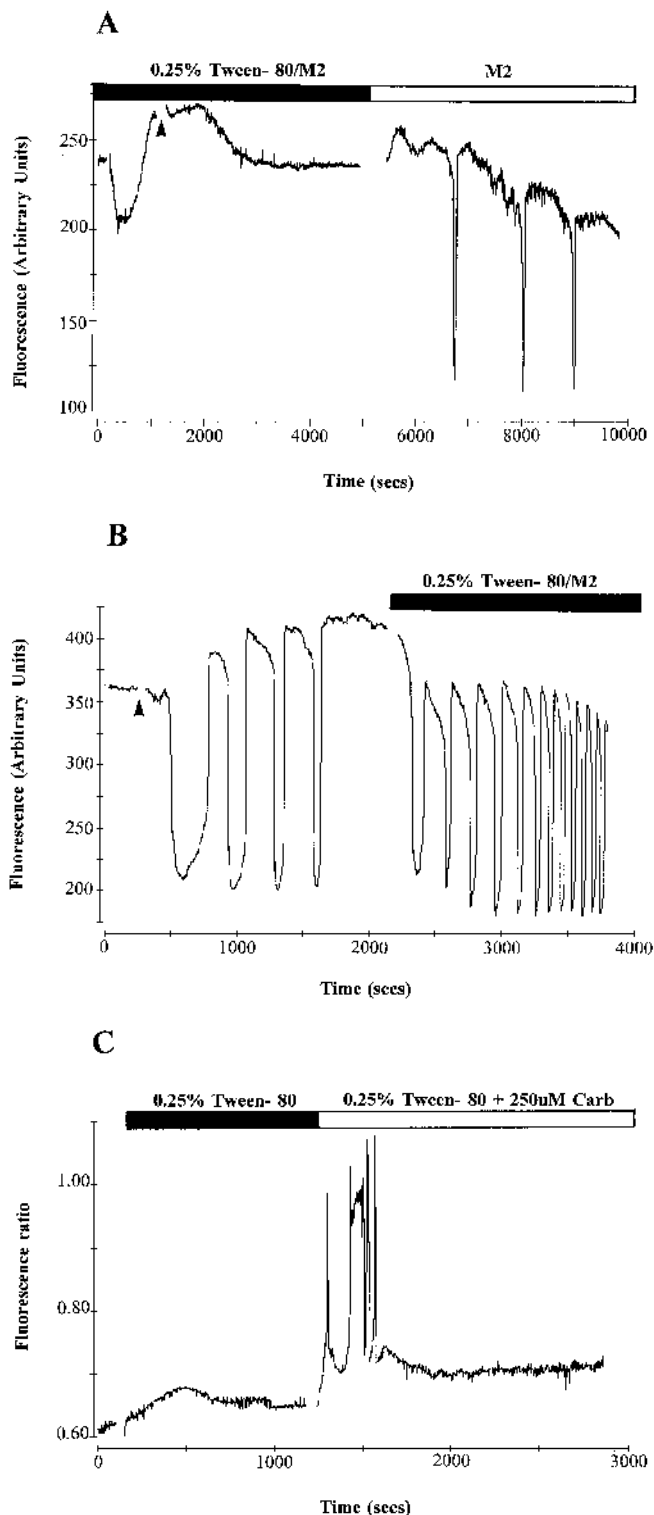 A
0.25% Tween- 80/M2 M2
Fluorescence (Arbitrary Units)
250
200
150
100
0 2000 4000 6000 8000 10000
Time (secs)
B
0.25% Tween- 80/M2
Fluorescence (Arbitrary Units)
400
350
300
250
200
0 1000 2000 3000 4000
Time (secs)
C
0.25% Tween- 80 0.25% Tween- 80 + 250uM Carb
Fluorescence ratio
1.00
0.80
0.60
0 1000 2000 3000
Time (secs)